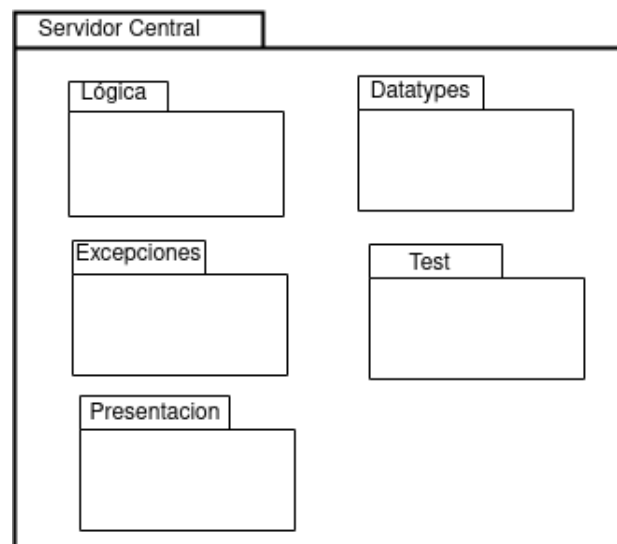 Servidor Central
Lógica
Datatypes
Excepciones
Test
Presentacion